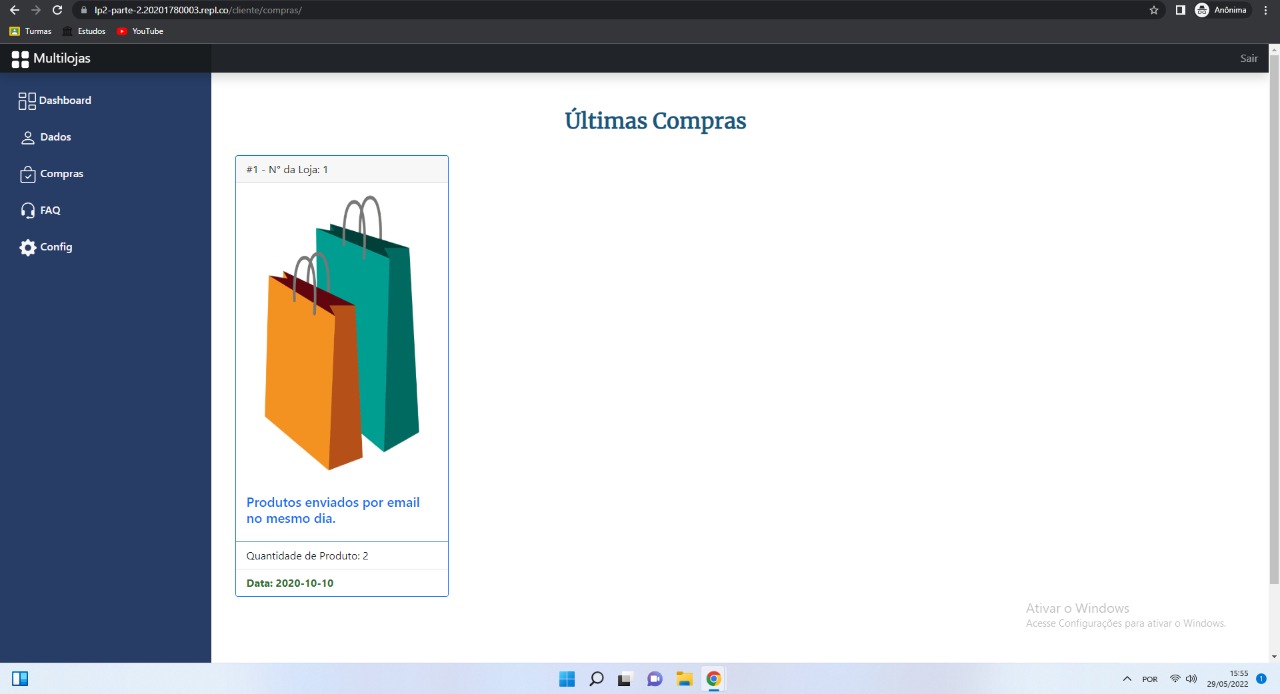 lp2-parte-2.20201780003.repl.co/cliente/compras/
Anônima
Turmas
Estudos
YouTube
Multilojas
Sair
Dashboard
Dados
Compras
FAQ
Config
Últimas Compras
#1 - N° da Loja: 1
Produtos enviados por email
no mesmo dia.
Quantidade de Produto: 2
Data: 2020-10-10
Ativar o Windows
Acesse Configurações para ativar o Windows.
POR
15:55
29/05/2022
1